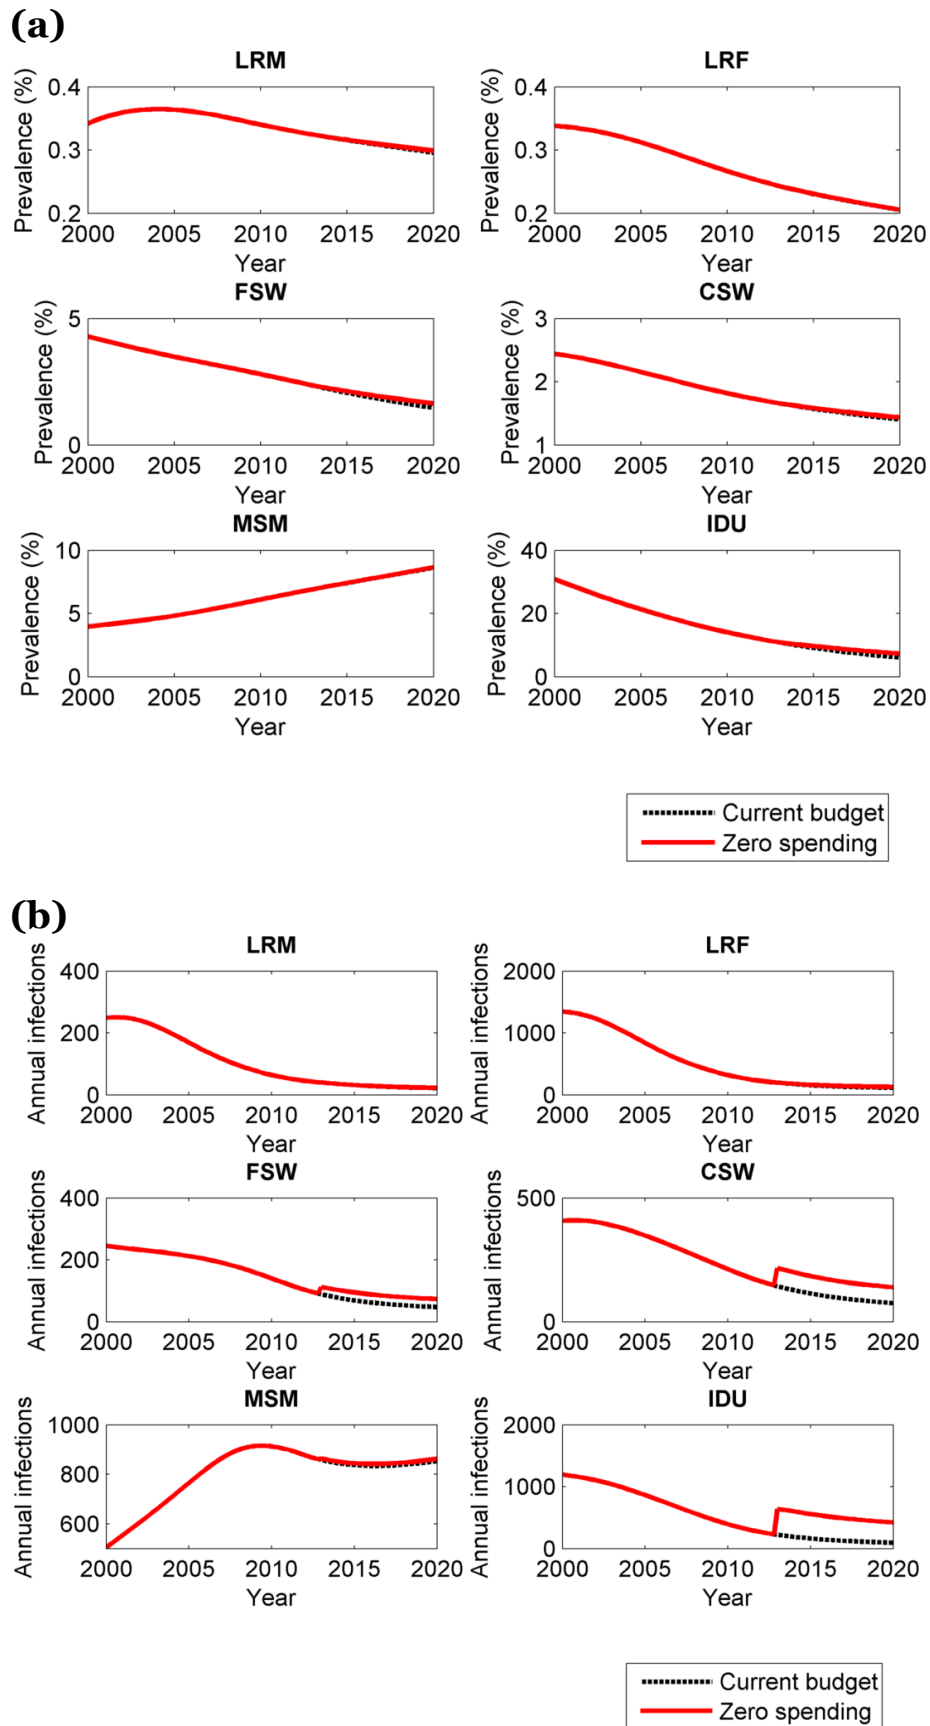 (a)
LRM
LRF
Prevalence (%)
0.4
0.3
0.2
2000 2005 2010 2015 2020
Year
Prevalence (%)
0.4
0.3
0.2
2000 2005 2010 2015 2020
Year
FSW
CSW
Prevalence (%)
5
0
2000 2005 2010 2015 2020
Year
Prevalence (%)
3
2
1
2000 2005 2010 2015 2020
Year
MSM
IDU
Prevalence (%)
10
5
0
2000 2005 2010 2015 2020
Year
Prevalence (%)
40
20
0
2000 2005 2010 2015 2020
Year
Current budget
Zero spending
(b)
LRM
LRF
Annual infections
400
200
0
2000 2005 2010 2015 2020
Year
Annual infections
2000
1000
0
2000 2005 2010 2015 2020
Year
FSW
CSW
Annual infections
400
200
0
2000 2005 2010 2015 2020
Year
Annual infections
500
0
2000 2005 2010 2015 2020
Year
MSM
IDU
Annual infections
1000
800
600
2000 2005 2010 2015 2020
Year
Annual infections
2000
1000
0
2000 2005 2010 2015 2020
Year
Current budget
Zero spending